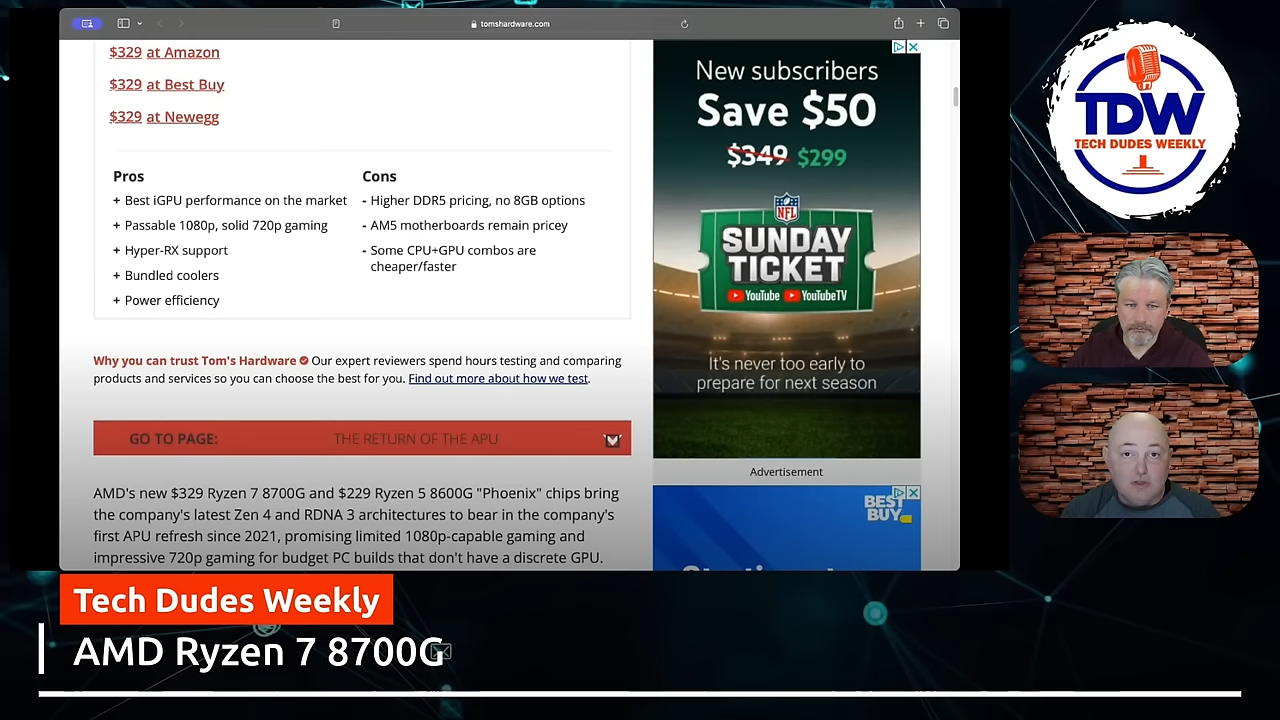 tomshardware.com
$329 at Amazon
$329 at Best Buy
$329 at Newegg
Pros
+ Best iGPU performance on the market
+ Passable 1080p, solid 720p gaming
+ Hyper-RX support
+ Bundled coolers
+ Power efficiency
Cons
- Higher DDR5 pricing, no 8GB options
- AM5 motherboards remain pricey
- Some CPU+GPU combos are
cheaper/faster
Why you can trust Tom's Hardware Our expert reviewers spend hours testing and comparing
products and services so you can choose the best for you. Find out more about how we test.
GO TO PAGE: THE RETURN OF THE APU
AMD's new $329 Ryzen 7 8700G and $229 Ryzen 5 8600G "Phoenix" chips bring
the company's best Zen 4 and RDNA 3 architectures to bear in the company's
first APU refresh since 2021, promising limited 1080p-capable gaming and
impressive 720p gaming for budget PC builds that don't have a discrete GPU.
New subscribers
Save $50
$349 $299
NFL
SUNDAY
TICKET
YouTube YouTubeTV
It's never too early to
prepare for next season
Advertisement
BEST
BUY
TDW
TECH DUDES WEEKLY
Tech Dudes Weekly
AMD Ryzen 7 8700G